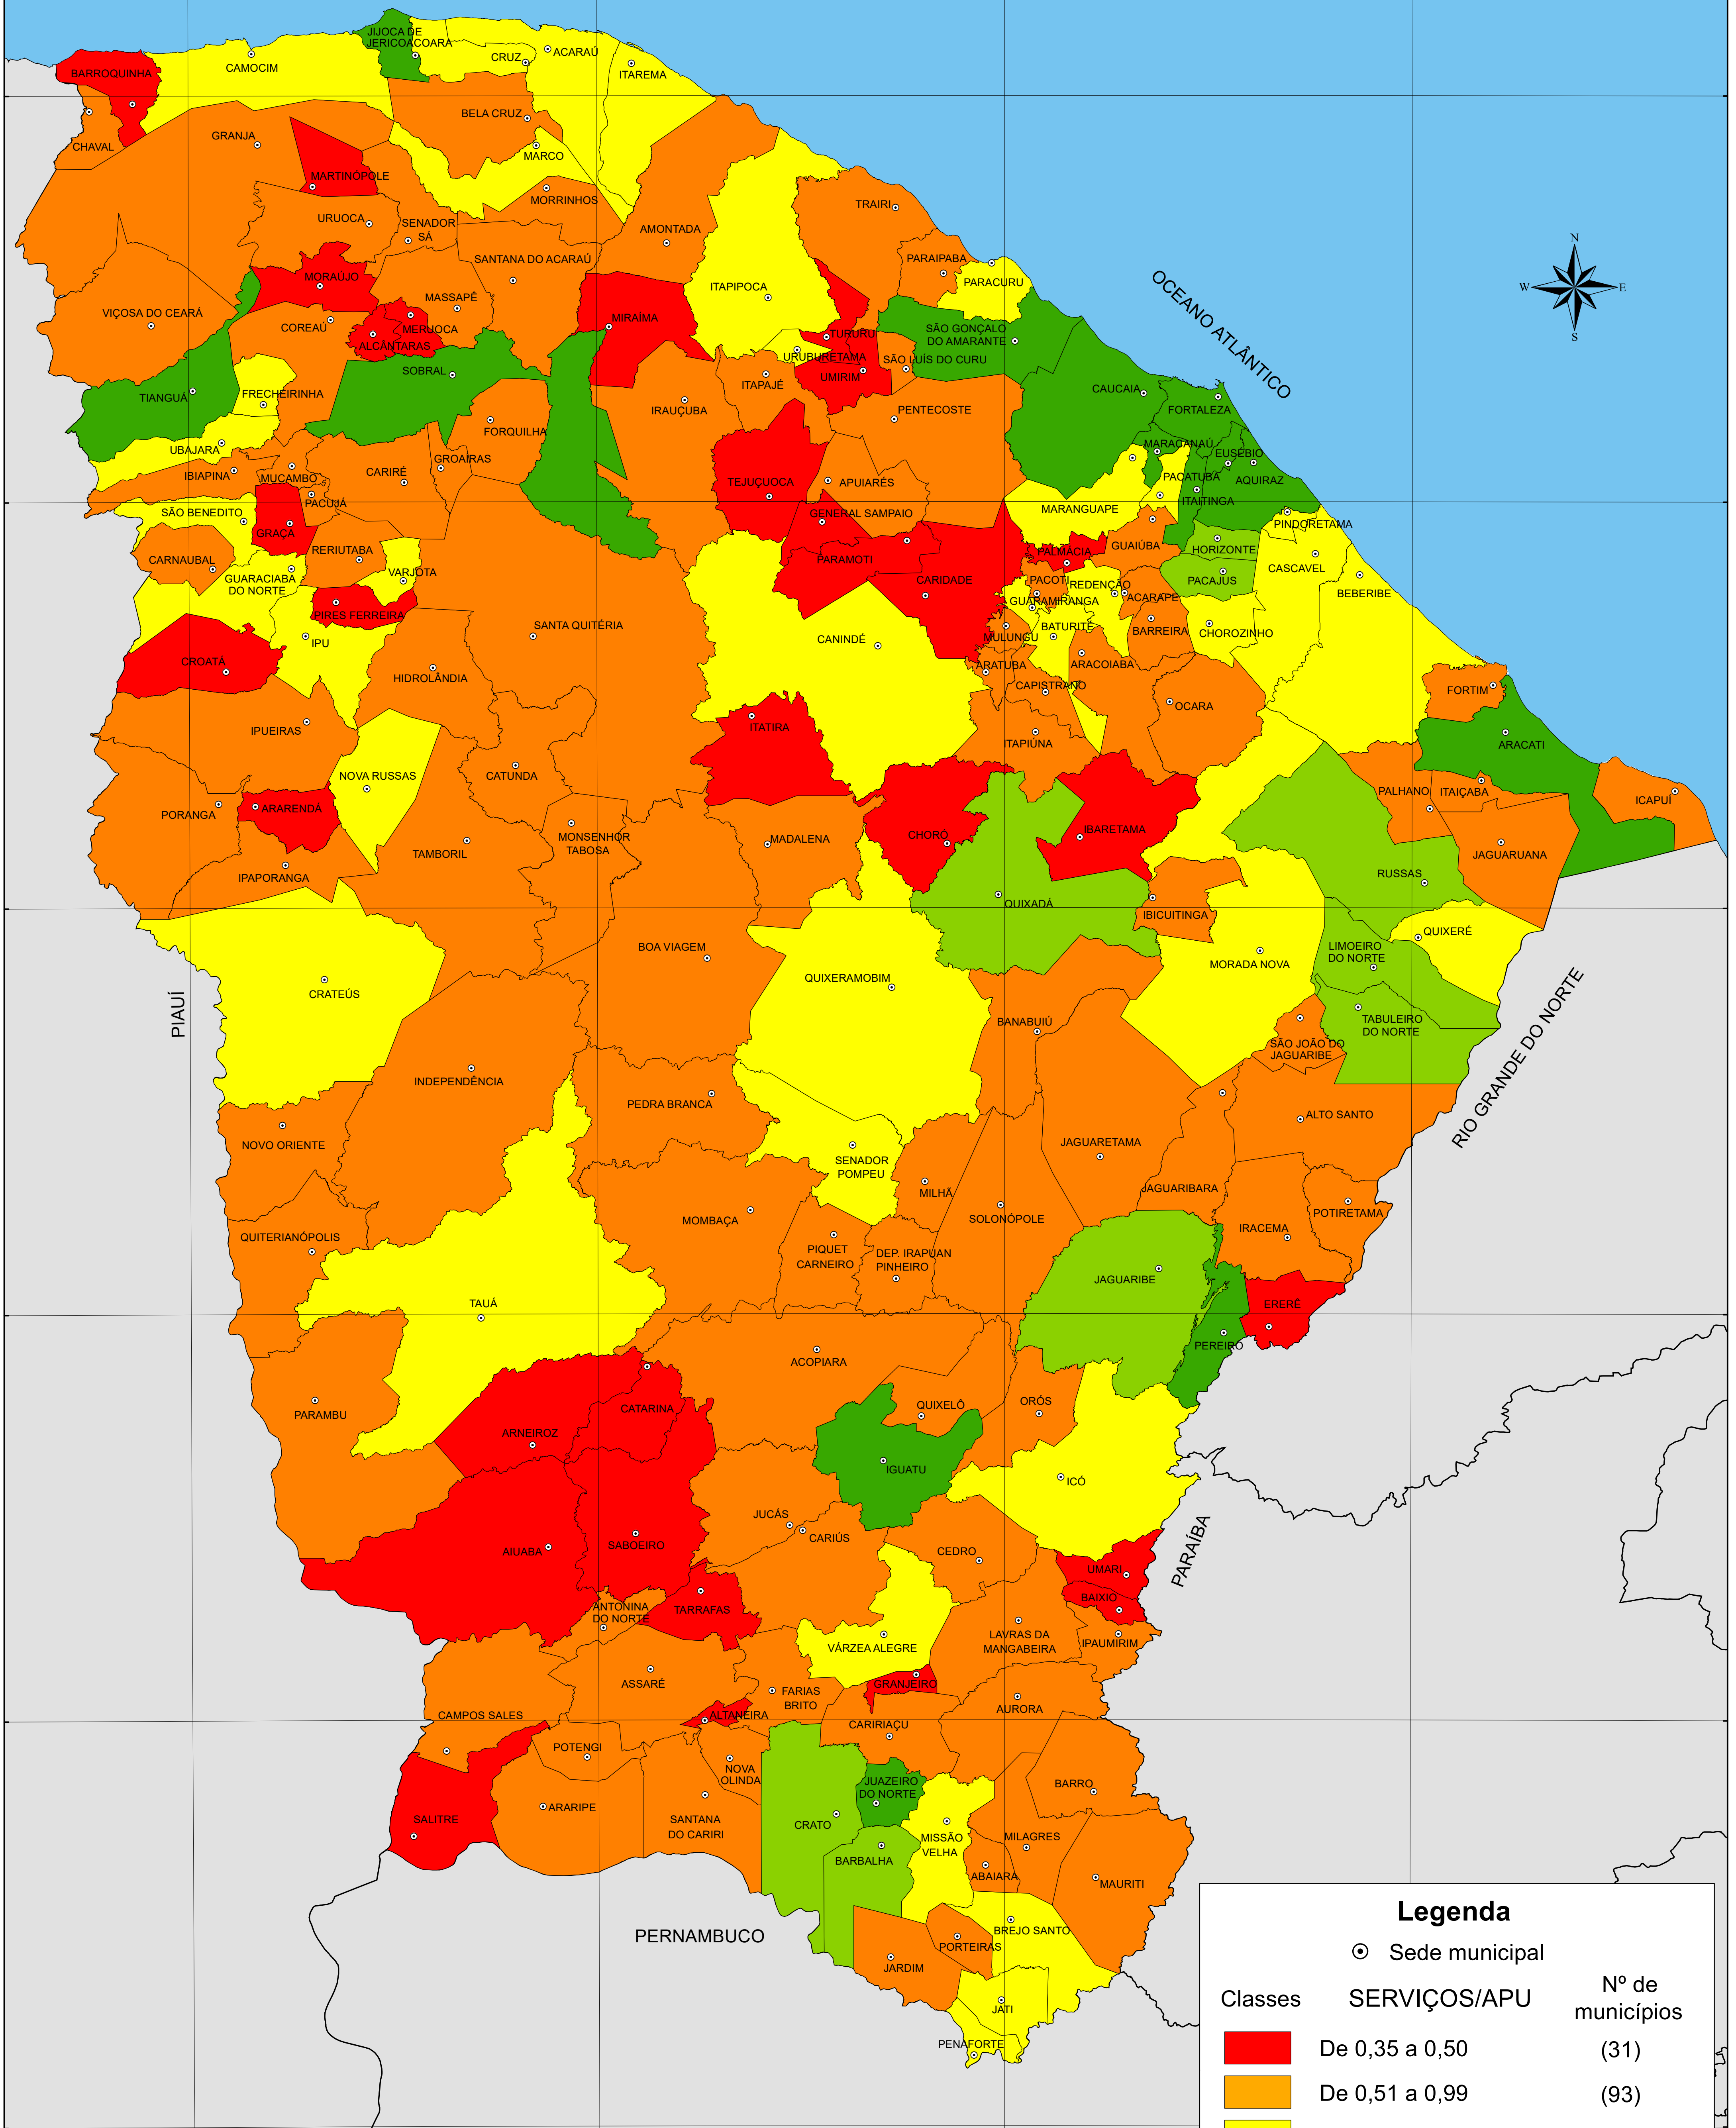 JIJOCA DE
JERICOACOARA
CRUZ
ACARAÚ
ITAREMA
BARROQUINHA
CAMOCIM
BELA CRUZ
CHAVAL
GRANJA
MARCO
MARTINÓPOLE
MORRINHOS
URUOCA
SENADOR
SÁ
TRAIRI
AMONTADA
SANTANA DO ACARAÚ
PARAIPABA
PARACURU
N
W
E
S
MORAÚJO
MASSAPÊ
ITAPIPOCA
OCEANO ATLÂNTICO
VIÇOSA DO CEARÁ
COREAÚ
MERUOCA
ALCÂNTARAS
MIRAÍMA
TURURU
SÃO GONÇALO
DO AMARANTE
URUBURETAMA
SÃO LUÍS DO CURU
UMIRIM
SOBRAL
ITAPAJÉ
CAUCAIA
TIANGUÁ
FRECHEIRINHA
IRAUÇUBA
PENTECOSTE
FORTALEZA
FORQUILHA
UBAJARA
MARACANAÚ
EUSÉBIO
GROAÍRAS
IBIAPINA
MUCAMBO
CARIRÉ
TEJUÇUOCA
APUIARÉS
PACATUBA
AQUIRAZ
PACUJÁ
ITAITINGA
SÃO BENEDITO
GENERAL SAMPAIO
MARANGUAPE
PINDORETAMA
GRAÇA
RERIUTABA
CARNAUBAL
PARAMOTI
PALMÁCIA
GUAIÚBA
HORIZONTE
GUARACIABA
DO NORTE
VARJOTA
CARIDADE
PACOTI
REDENÇÃO
PACAJUS
CASCAVEL
BEBERIBE
PIRES FERREIRA
GUARAMIRANGA
ACARAPE
IPU
SANTA QUITÉRIA
CANINDÉ
MULUNGU
BATURITÉ
BARREIRA
CHOROZINHO
CROATÁ
HIDROLÂNDIA
ARATUBA
ARACOIABA
CAPISTRANO
FORTIM
IPUEIRAS
ITATIRA
OCARA
ITAPIÚNA
ARACATI
NOVA RUSSAS
CATUNDA
PORANGA
ARARENDÁ
PALHANO
ITAIÇABA
ICAPUÍ
TAMBORIL
MONSENHOR
TABOSA
MADALENA
CHORÓ
IBARETAMA
JAGUARUANA
IPAPORANGA
RUSSAS
QUIXADÁ
IBICUITINGA
QUIXERÉ
BOA VIAGEM
LIMOEIRO
DO NORTE
MORADA NOVA
QUIXERAMOBIM
CRATEÚS
PIAUÍ
BANABUIÚ
TABULEIRO
DO NORTE
SÃO JOÃO DO
JAGUARIBE
RIO GRANDE DO NORTE
INDEPENDÊNCIA
PEDRA BRANCA
ALTO SANTO
NOVO ORIENTE
JAGUARETAMA
SENADOR
POMPEU
MILHÃ
JAGUARIBARA
MOMBAÇA
SOLONÓPOLE
POTIRETAMA
IRACEMA
QUITERIANÓPOLIS
PIQUET
CARNEIRO
DEP. IRAPUAN
PINHEIRO
JAGUARIBE
TAUÁ
ERERÊ
PEREIRO
ACOPIARA
CATARINA
QUIXELÔ
ORÓS
PARAMBU
ARNEIROZ
IGUATU
ICÓ
JUCÁS
CARIÚS
SABOEIRO
AIUABA
CEDRO
PARAÍBA
UMARI
BAIXIO
ANTONINA
DO NORTE
TARRAFAS
LAVRAS DA
MANGABEIRA
VÁRZEA ALEGRE
IPAUMIRIM
ASSARÉ
GRANJEIRO
FARIAS
BRITO
CAMPOS SALES
ALTANEIRA
AURORA
CARIRIAÇU
POTENGI
NOVA
OLINDA
JUAZEIRO
DO NORTE
BARRO
ARARIPE
SALITRE
SANTANA
DO CARIRI
CRATO
MISSÃO
VELHA
MILAGRES
BARBALHA
ABAIARA
MAURITI
PERNAMBUCO
BREJO SANTO
PORTEIRAS
JARDIM
JATI
PENAFORTE
Legenda
Sede municipal
Classes SERVIÇOS/APU Nº de
municípios
De 0,35 a 0,50 (31)
De 0,51 a 0,99 (93)